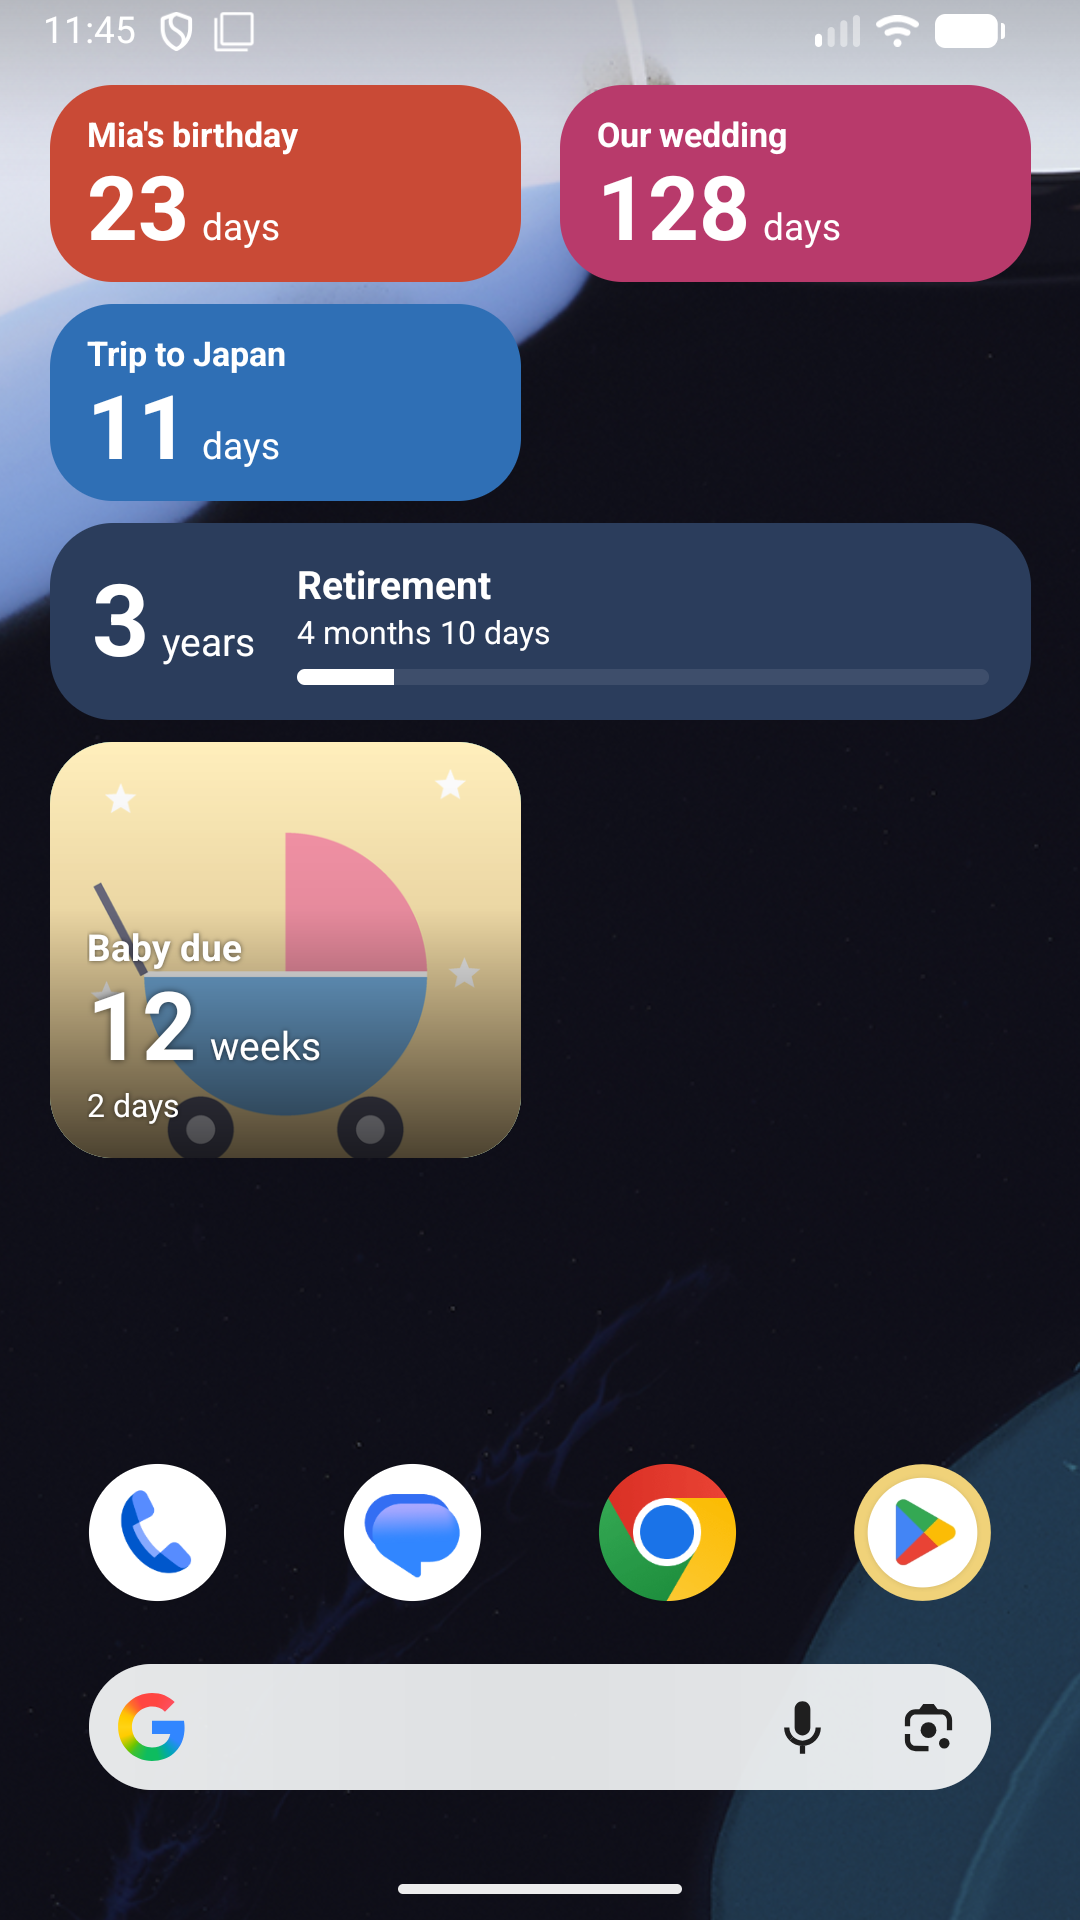 11:45
Mia's birthday
23 days
Our wedding
128 days
Trip to Japan
11 days
3 years
Retirement
4 months 10 days
Baby due
12 weeks
2 days